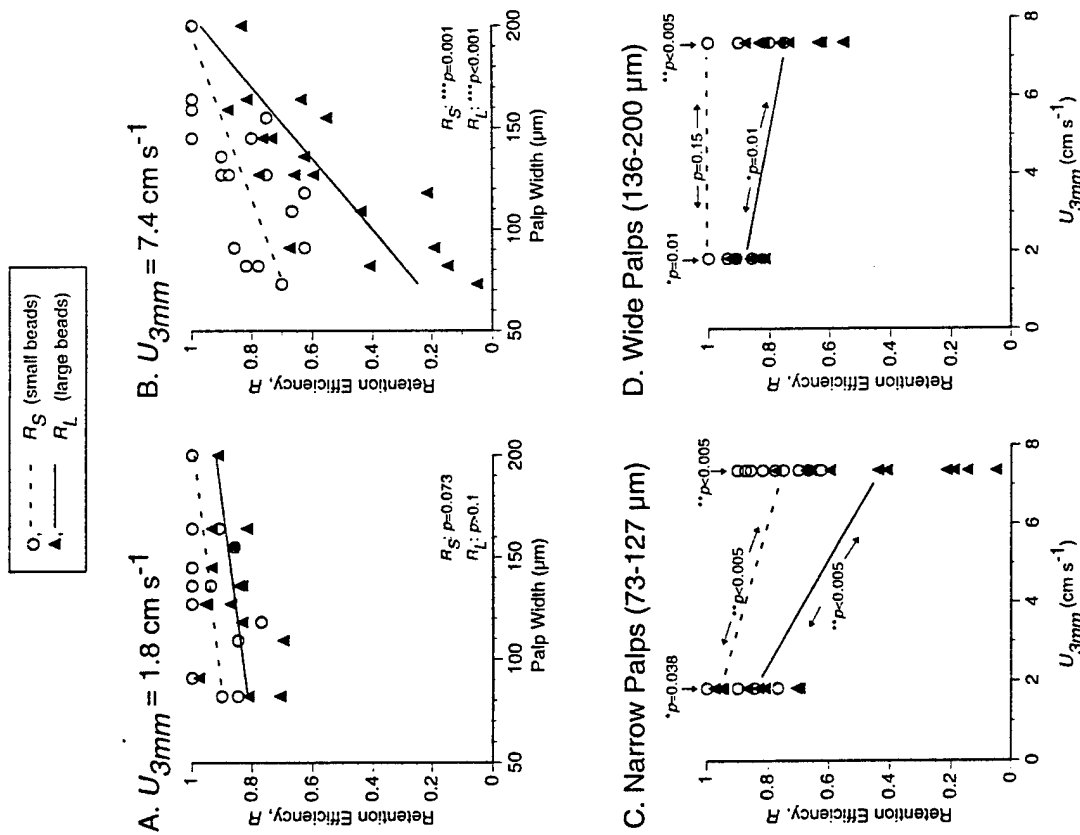 R_S (small beads)
R_L (large beads)
A. U_3mm = 1.8 cm s⁻¹
Retention Efficiency, R
1
0.8
0.6
0.4
0.2
0
50
100
150
200
Palp Width (µm)
R_S: p=0.073
R_L: p>0.1
B. U_3mm = 7.4 cm s⁻¹
Retention Efficiency, R
1
0.8
0.6
0.4
0.2
0
50
100
150
200
Palp Width (µm)
R_S: ***p=0.001
R_L: ***p<0.001
C. Narrow Palps (73-127 µm)
Retention Efficiency, R
1
0.8
0.6
0.4
0.2
0
0
2
4
6
8
U_3mm (cm s⁻¹)
*p=0.038
**p<0.005
**p<0.005
**p<0.005
D. Wide Palps (136-200 µm)
Retention Efficiency, R
1
0.8
0.6
0.4
0.2
0
0
2
4
6
8
U_3mm (cm s⁻¹)
*p=0.01
p=0.15
*p=0.01
**p<0.005